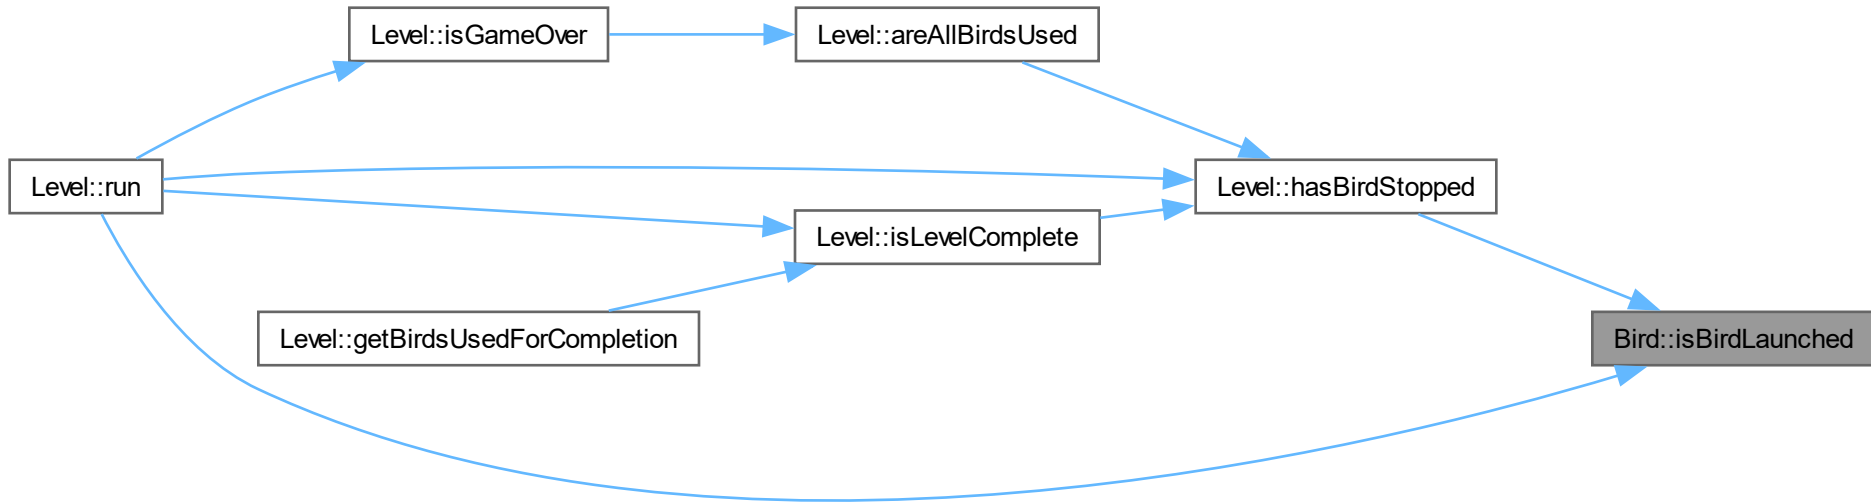 Level::isGameOver
Level::areAllBirdsUsed
Level::run
Level::hasBirdStopped
Level::isLevelComplete
Level::getBirdsUsedForCompletion
Bird::isBirdLaunched